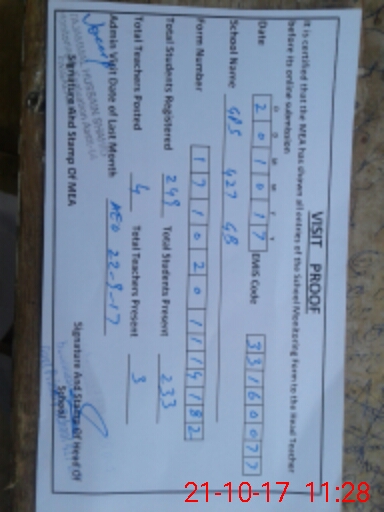 VISIT PROOF
It is certified that the MEA has shown all entries of the School Monitoring Form to the Head Teacher
before its online submission
D D M M Y Y
Date 2 0 1 0 1 7 EMIS Code 3 3 1 6 0 0 7 7
School Name GPS 427 GB
Form Number 1 7 1 0 2 0 1 1 1 4 1 8 2
Total Students Registered 249 Total Students Present 233
Total Teachers Posted 4 Total Teachers Present 3
Admin Visit Date of Last Month AEO 22-9-17
Signature And Stamp Of MEA
Signature And Stamp Of Head Of
School
21-10-17 11:28